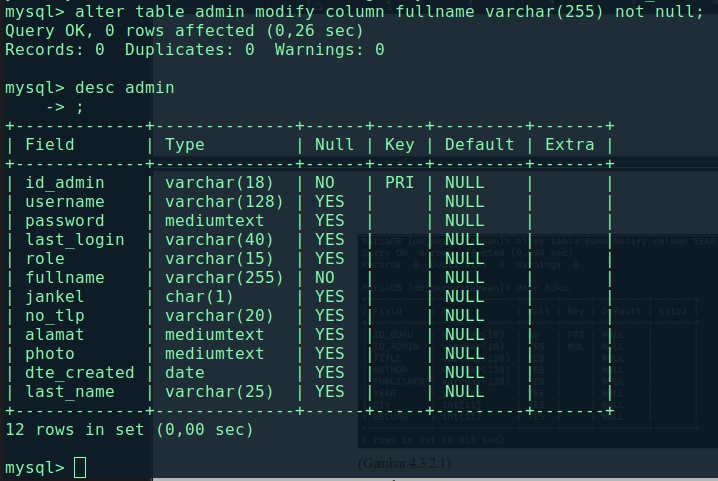 mysql> alter table admin modify column fullname varchar(255) not null;
Query OK, 0 rows affected (0,26 sec)
Records: 0  Duplicates: 0  Warnings: 0

mysql> desc admin
    -> ;
+-------------+--------------+------+-----+---------+-------+
| Field       | Type         | Null | Key | Default | Extra |
+-------------+--------------+------+-----+---------+-------+
| id_admin    | varchar(18)  | NO   | PRI | NULL    |       |
| username    | varchar(128) | YES  |     | NULL    |       |
| password    | mediumtext   | YES  |     | NULL    |       |
| last_login  | varchar(40)  | YES  |     | NULL    |       |
| role        | varchar(15)  | YES  |     | NULL    |       |
| fullname    | varchar(255) | NO   |     | NULL    |       |
| jankel      | char(1)      | YES  |     | NULL    |       |
| no_tlp      | varchar(20)  | YES  |     | NULL    |       |
| alamat      | mediumtext   | YES  |     | NULL    |       |
| photo       | mediumtext   | YES  |     | NULL    |       |
| dte_created | date         | YES  |     | NULL    |       |
| last_name   | varchar(25)  | YES  |     | NULL    |       |
+-------------+--------------+------+-----+---------+-------+
12 rows in set (0,00 sec)

mysql>
(Gambar 4.3.2.1)